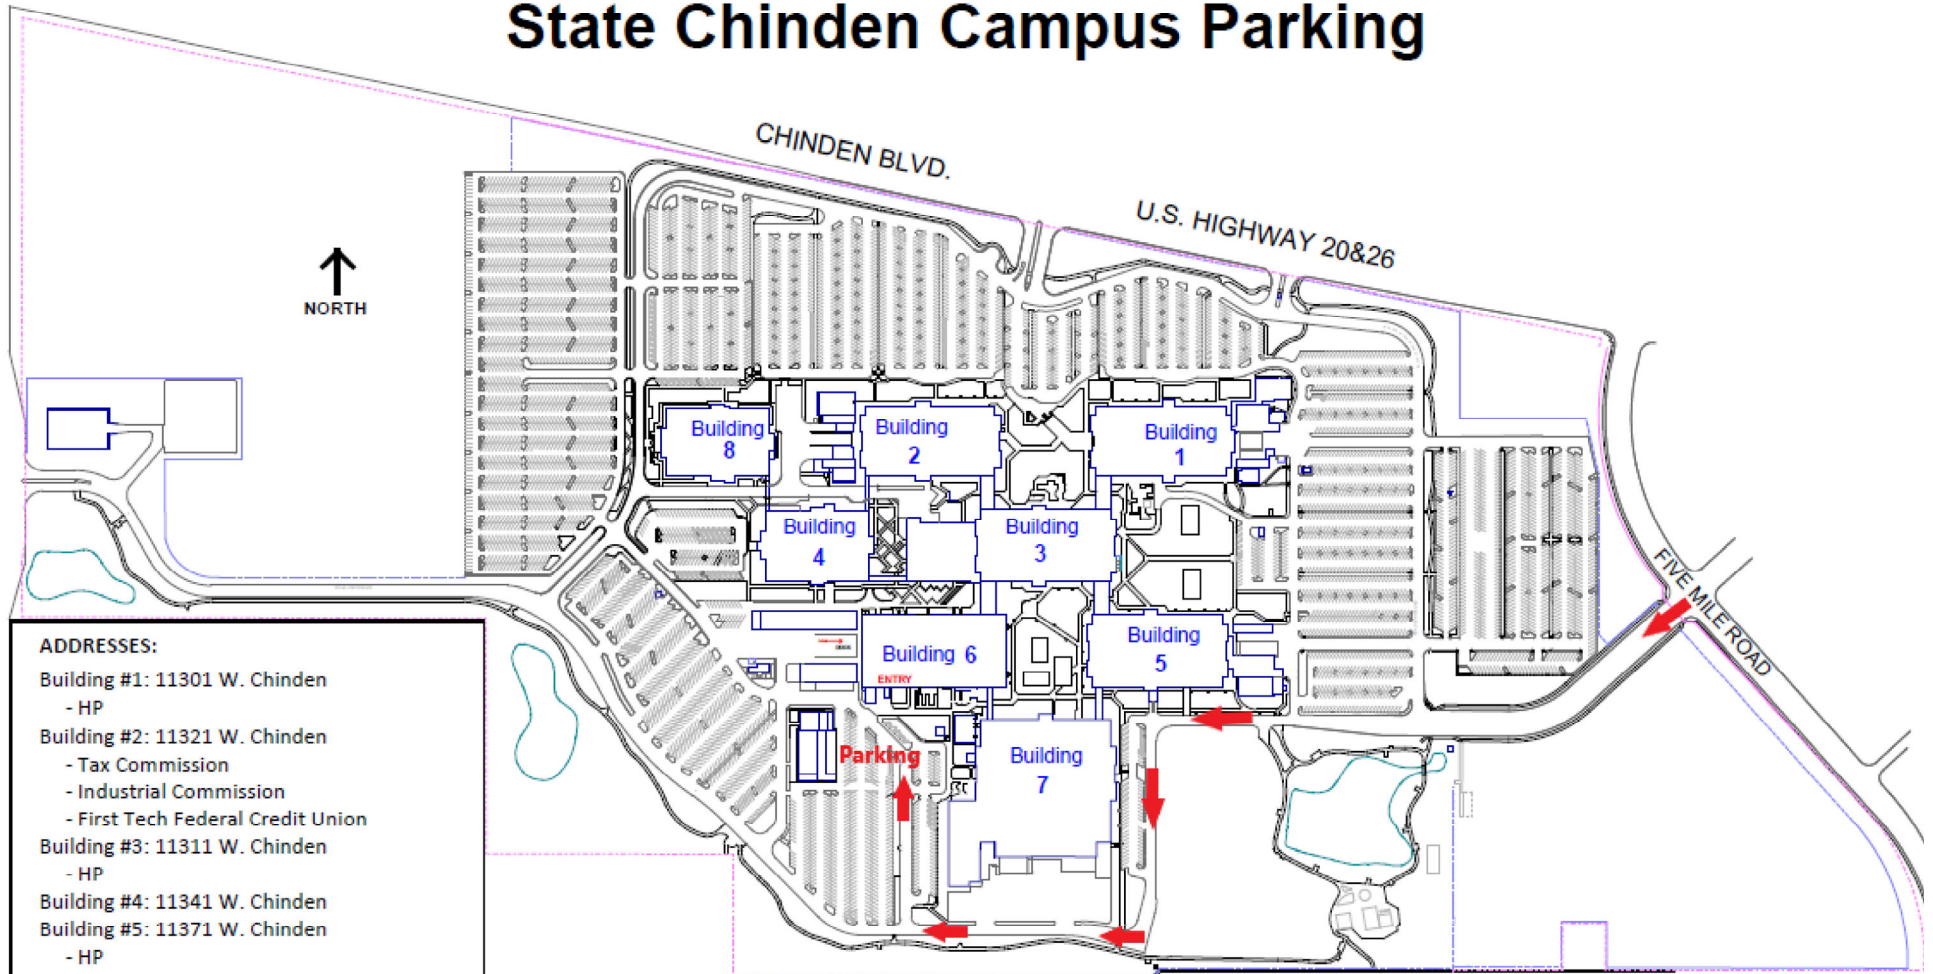 State Chinden Campus Parking
CHINDEN BLVD.
U.S. HIGHWAY 20&26
NORTH
Building
8
Building
2
Building
1
Building
4
Building
3
FIVE MILE ROAD
Building 6
ENTRY
Building
5
Parking
Building
7
ADDRESSES:
Building #1: 11301 W. Chinden
- HP
Building #2: 11321 W. Chinden
- Tax Commission
- Industrial Commission
- First Tech Federal Credit Union
Building #3: 11311 W. Chinden
- HP
Building #4: 11341 W. Chinden
Building #5: 11371 W. Chinden
- HP